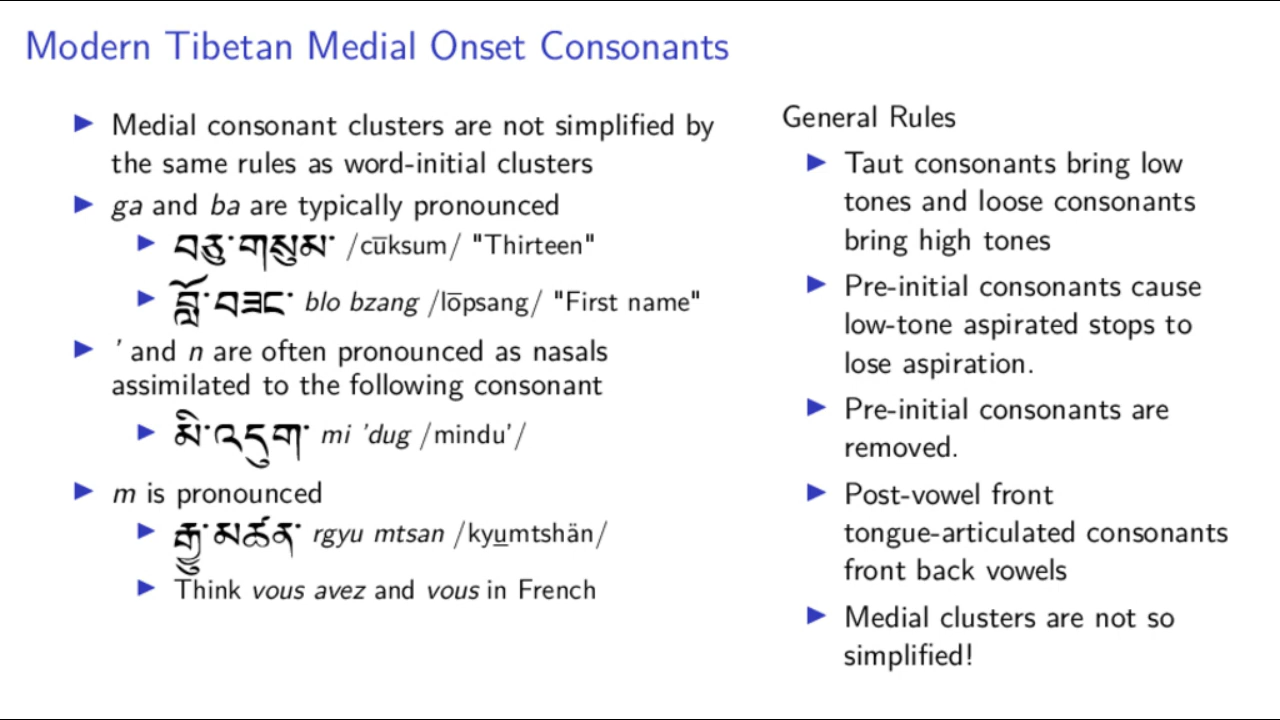 Modern Tibetan Medial Onset Consonants
Medial consonant clusters are not simplified by
the same rules as word-initial clusters
ga and ba are typically pronounced
བཅུ་གསུམ་ /cūksum/ "Thirteen"
བློ་བཟང་ blo bzang /lōpsang/ "First name"
' and n are often pronounced as nasals
assimilated to the following consonant
མི་འདུག་ mi 'dug /mindu'/
m is pronounced
རྒྱུ་མཚན་ rgyu mtsan /kyu̲mtshän/
Think vous avez and vous in French
General Rules
Taut consonants bring low
tones and loose consonants
bring high tones
Pre-initial consonants cause
low-tone aspirated stops to
lose aspiration.
Pre-initial consonants are
removed.
Post-vowel front
tongue-articulated consonants
front back vowels
Medial clusters are not so
simplified!